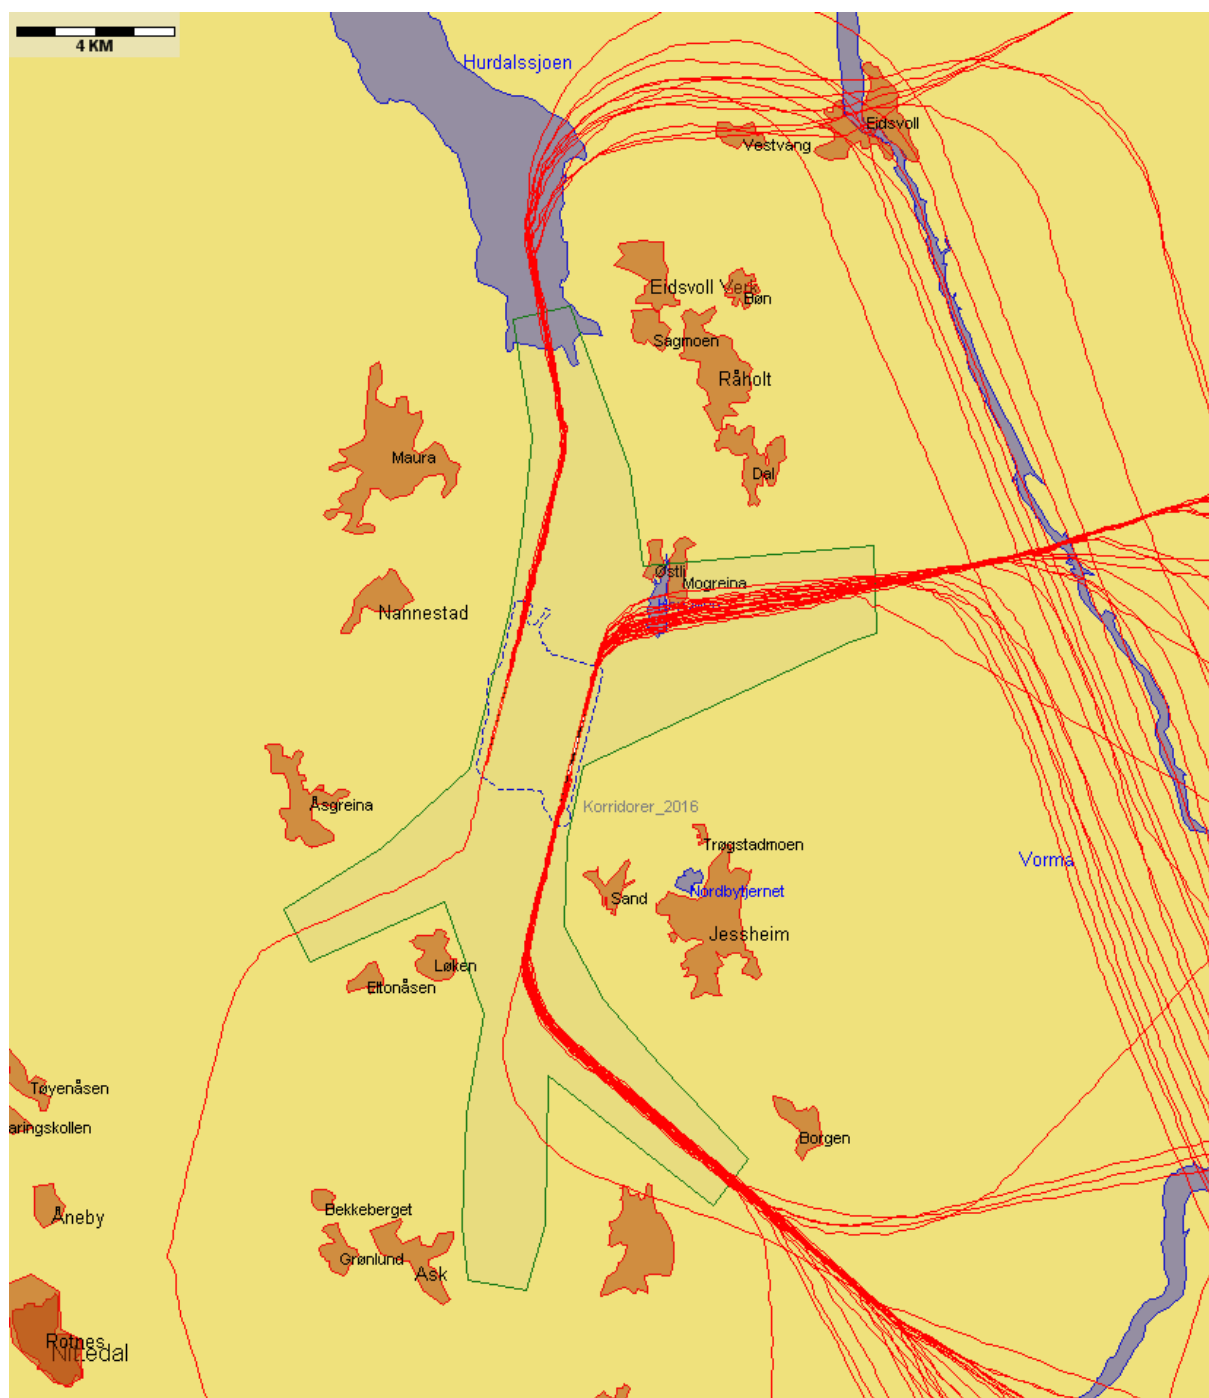 4 KM
Hurdalssjoen
Eidsvoll
Vestvang
Eidsvoll Verk
Bøn
Sagmoen
Råholt
Maura
Dal
Østli
Mogreina
Nannestad
Korridorer_2016
Åsgreina
Trøgstadmoen
Vorma
Nordbytjernet
Sand
Jessheim
Løken
Eltonåsen
Tøyenåsen
aringskollen
Borgen
Bekkeberget
Åneby
Grønlund
Ask
Rotnes
Nittedal